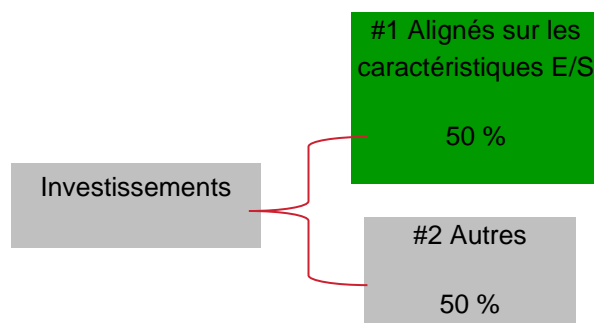 #1 Alignés sur les
caractéristiques E/S
50 %
Investissements
#2 Autres
50 %